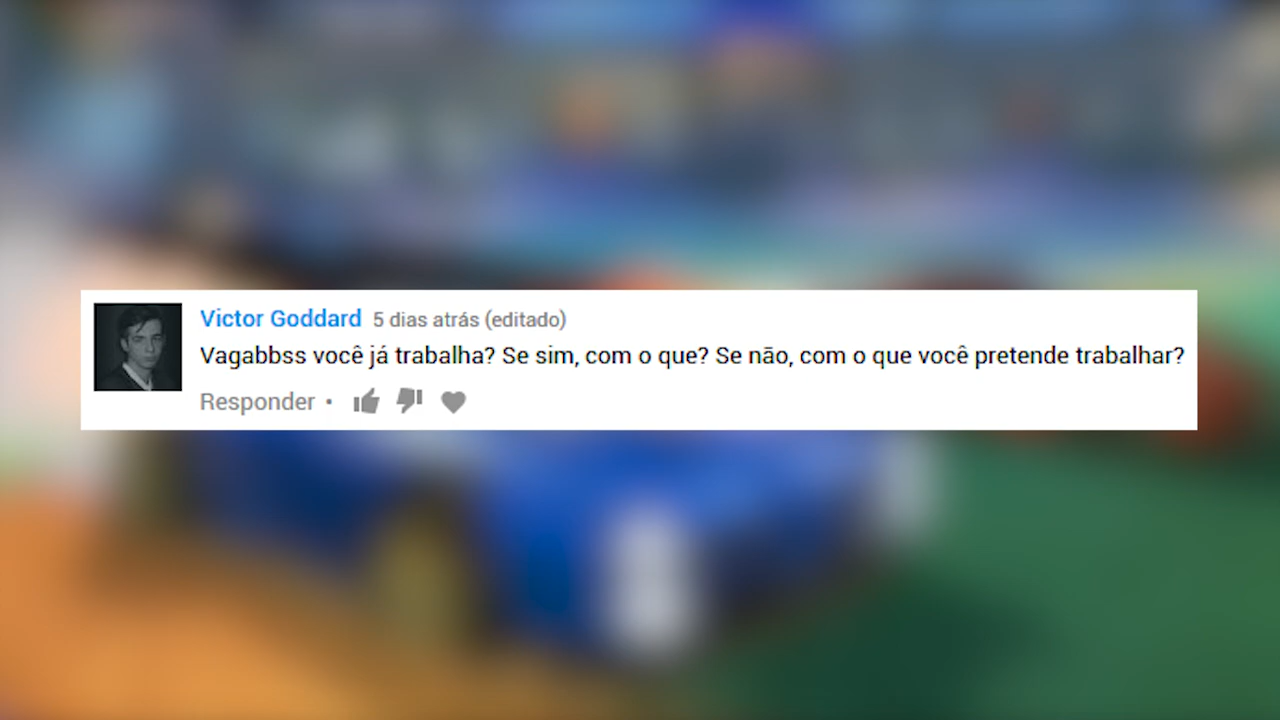 Victor Goddard 5 dias atrás (editado)
Vagabbss você já trabalha? Se sim, com o que? Se não, com o que você pretende trabalhar?
Responder •